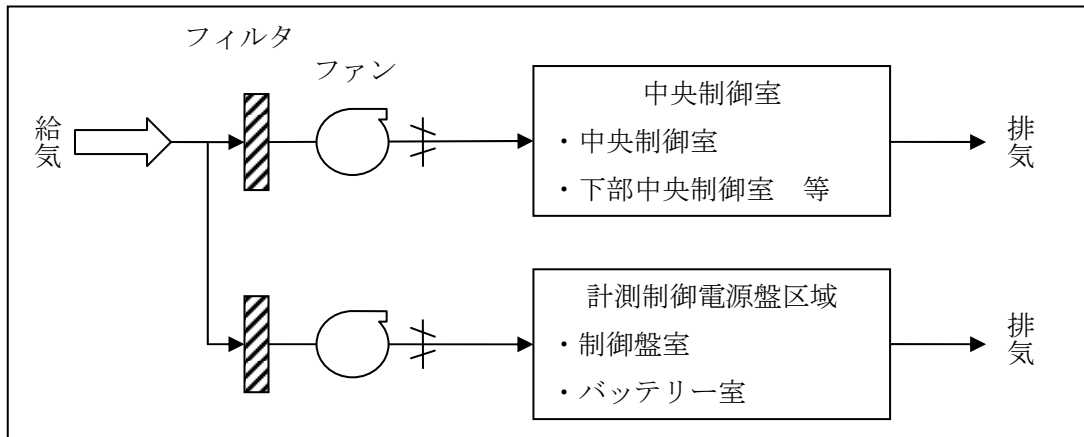 フィルタ
ファン
給気
中央制御室
・中央制御室
・下部中央制御室　等
排気
計測制御電源盤区域
・制御盤室
・バッテリー室
排気